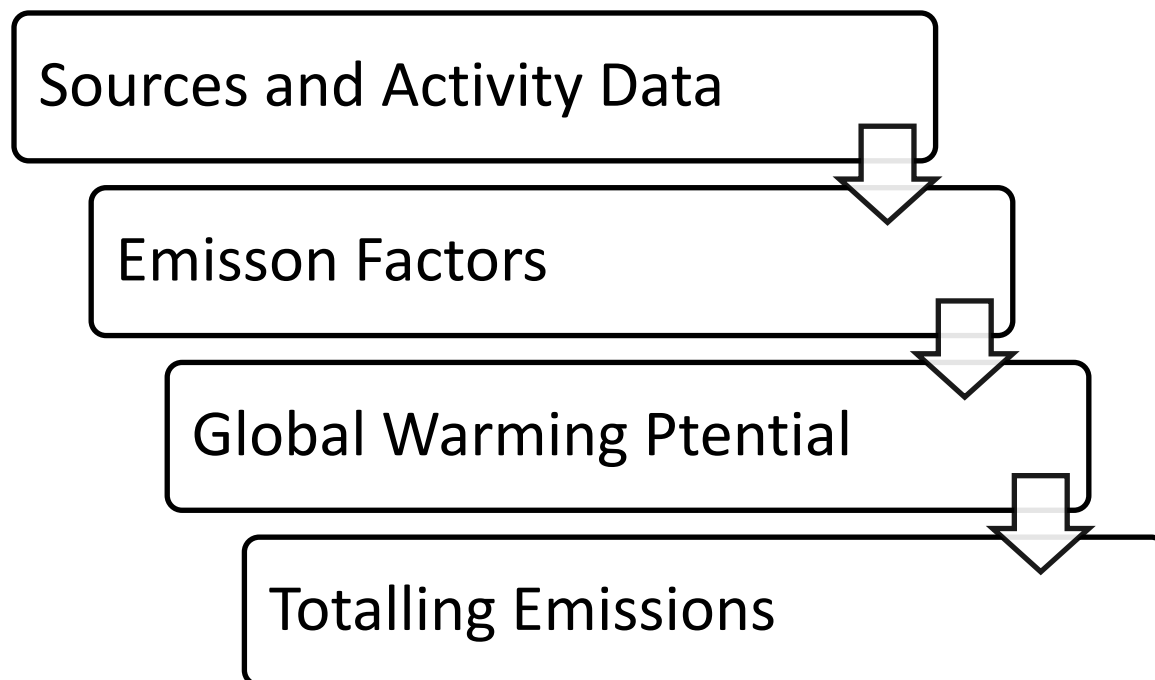 Sources and Activity Data
Emisson Factors
Global Warming Ptential
Totalling Emissions